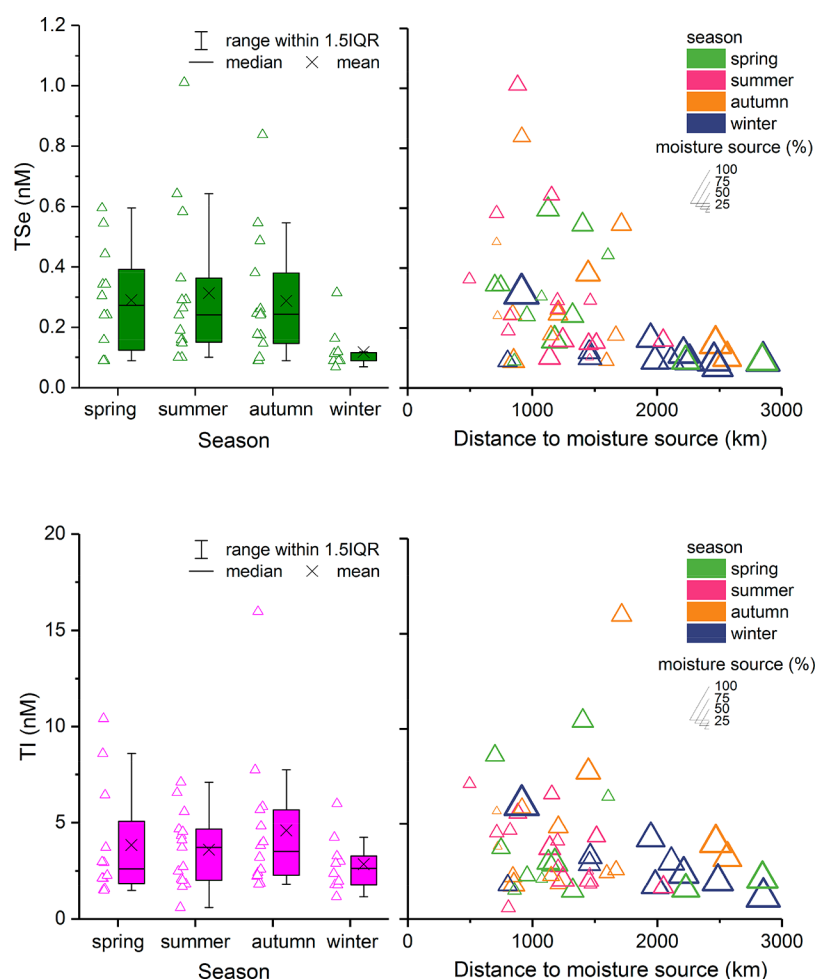 range within 1.5IQR
median × mean
1.2
1.0
0.8
0.6
0.4
0.2
0.0
TSe (nM)
spring summer autumn winter
Season
season
spring
summer
autumn
winter
moisture source (%)
100
75
50
25
0 1000 2000 3000
Distance to moisture source (km)
range within 1.5IQR
median × mean
20
15
10
5
0
TI (nM)
spring summer autumn winter
Season
season
spring
summer
autumn
winter
moisture source (%)
100
75
50
25
0 1000 2000 3000
Distance to moisture source (km)